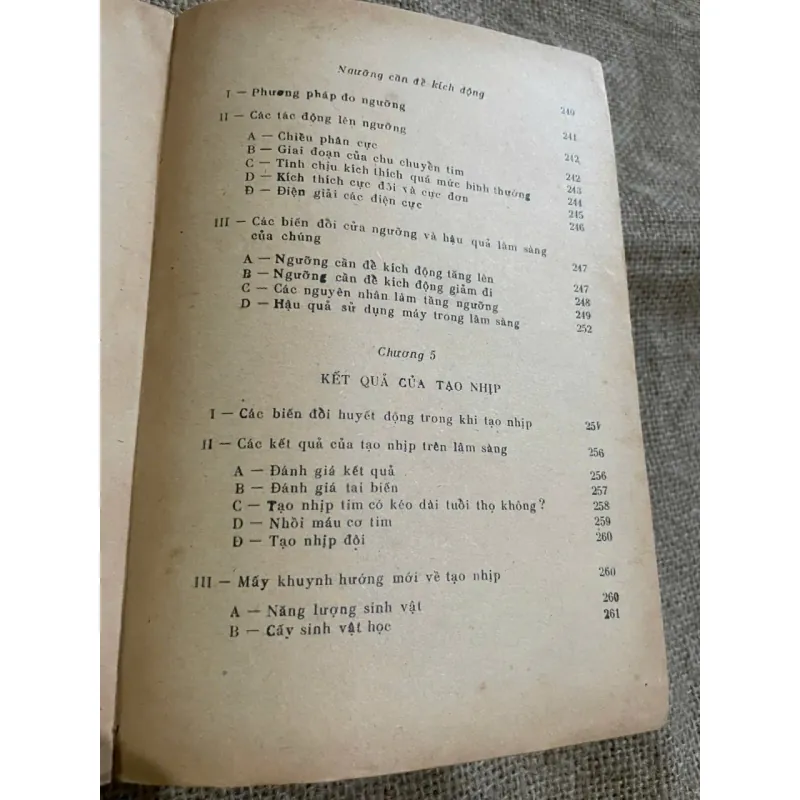 Ngưỡng cần để kích động
I — Phương pháp đo ngưỡng 240
II — Các tác động lên ngưỡng 241
A — Chiều phân cực 242
B — Giai đoạn của chu chuyển tim 242
C — Tính chịu kích thích quá mức bình thường 243
D — Kích thích cực đôi và cực đơn 244
Đ — Điện giải các điện cực 245
246
III — Các biến đổi của ngưỡng và hậu quả lâm sàng
của chúng 247
A — Ngưỡng cần để kích động tăng lên 247
B — Ngưỡng cần để kích động giảm đi 248
C — Các nguyên nhân làm tăng ngưỡng 249
D — Hậu quả sử dụng máy trong lâm sàng 252
Chương 5
KẾT QUẢ CỦA TẠO NHỊP
I — Các biến đổi huyết động trong khi tạo nhịp 254
II — Các kết quả của tạo nhịp trên lâm sàng 256
A — Đánh giá kết quả 256
B — Đánh giá tai biến 257
C — Tạo nhịp tim có kéo dài tuổi thọ không? 258
D — Nhồi máu cơ tim 259
Đ — Tạo nhịp đôi 260
III — Mấy khuynh hướng mới về tạo nhịp 260
A — Năng lượng sinh vật 260
B — Cấy sinh vật học 261